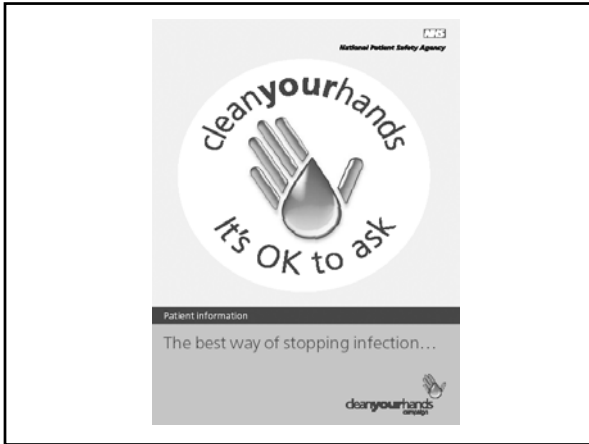 NHS
National Patient Safety Agency
cleanyourhands
It's OK to ask
Patient information
The best way of stopping infection...
cleanyourhands
campaign